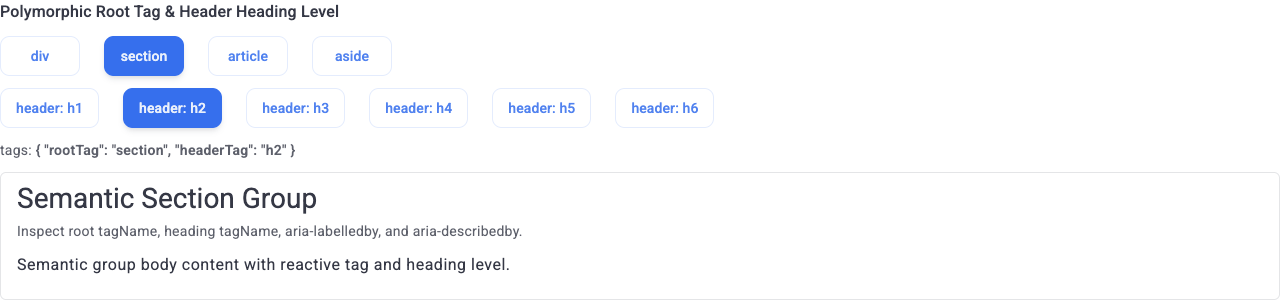 Polymorphic Root Tag & Header Heading Level
div section article aside
header: h1 header: h2 header: h3 header: h4 header: h5 header: h6
tags: { "rootTag": "section", "headerTag": "h2" }
Semantic Section Group
Inspect root tagName, heading tagName, aria-labelledby, and aria-describedby.
Semantic group body content with reactive tag and heading level.